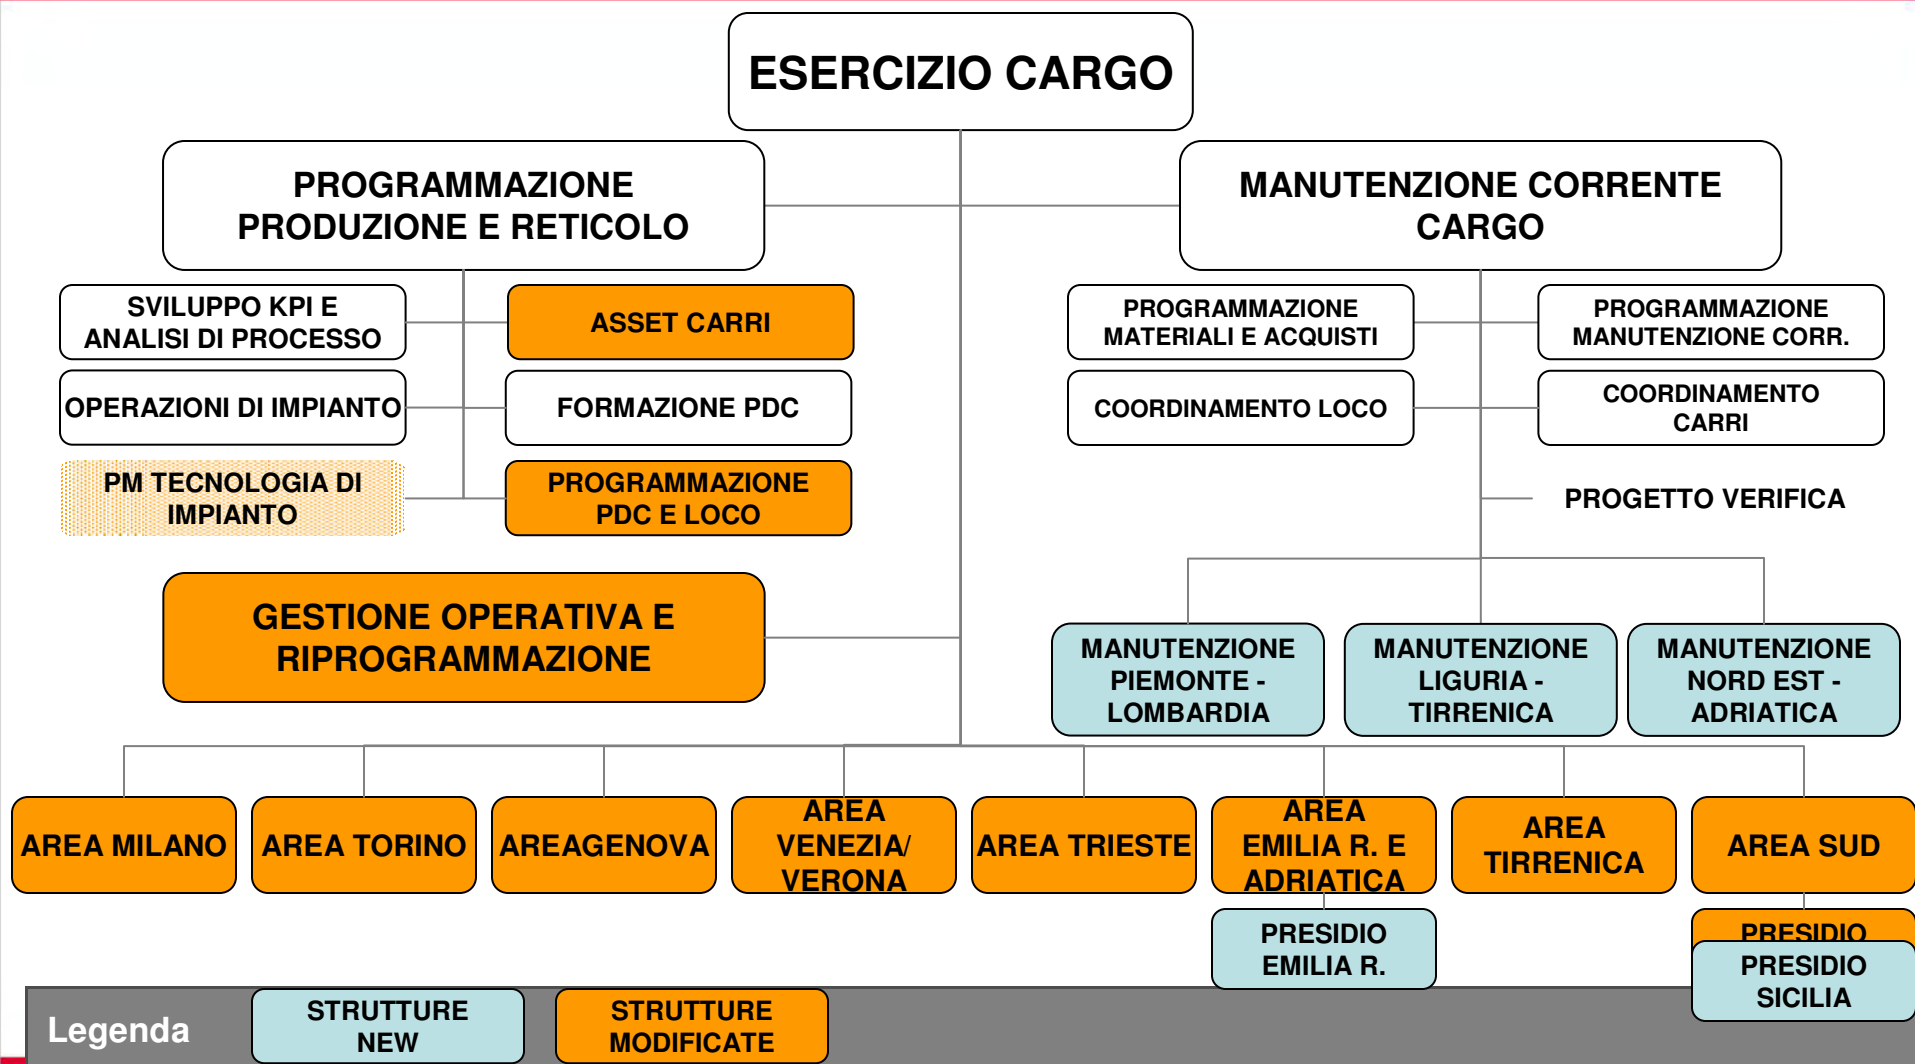 ESERCIZIO CARGO
PROGRAMMAZIONE
PRODUZIONE E RETICOLO
MANUTENZIONE CORRENTE
CARGO
SVILUPPO KPI E
ANALISI DI PROCESSO
ASSET CARRI
PROGRAMMAZIONE
MATERIALI E ACQUISTI
PROGRAMMAZIONE
MANUTENZIONE CORR.
OPERAZIONI DI IMPIANTO
FORMAZIONE PDC
COORDINAMENTO LOCO
COORDINAMENTO
CARRI
PM TECNOLOGIA DI
IMPIANTO
PROGRAMMAZIONE
PDC E LOCO
PROGETTO VERIFICA
GESTIONE OPERATIVA E
RIPROGRAMMAZIONE
MANUTENZIONE
PIEMONTE -
LOMBARDIA
MANUTENZIONE
LIGURIA -
TIRRENICA
MANUTENZIONE
NORD EST -
ADRIATICA
AREA MILANO
AREA TORINO
AREAGENOVA
AREA
VENEZIA/
VERONA
AREA TRIESTE
AREA
EMILIA R. E
ADRIATICA
AREA
TIRRENICA
AREA SUD
PRESIDIO
EMILIA R.
PRESIDIO
PRESIDIO
SICILIA
Legenda
STRUTTURE
NEW
STRUTTURE
MODIFICATE